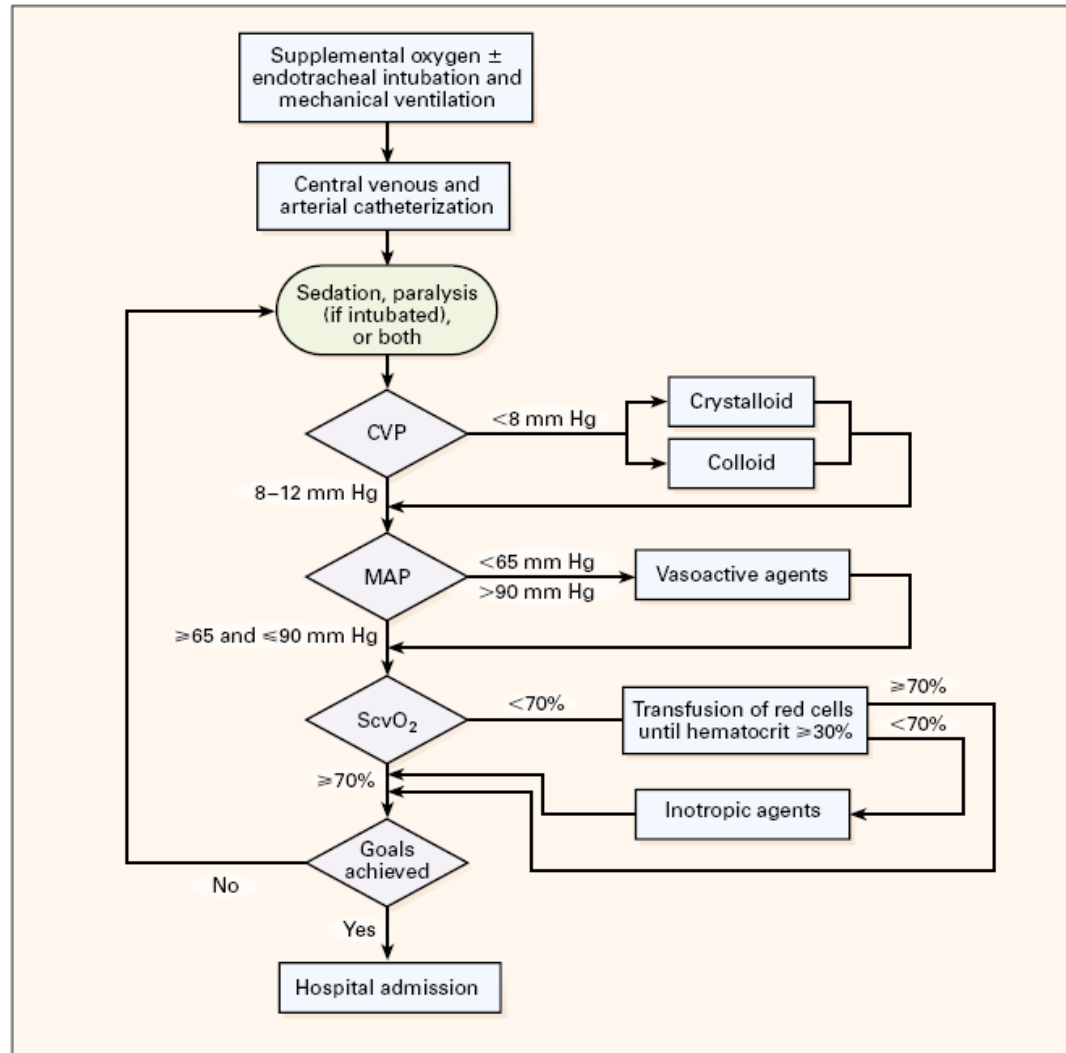 Supplemental oxygen ±
endotracheal intubation and
mechanical ventilation
Central venous and
arterial catheterization
Sedation, paralysis
(if intubated),
or both
CVP
<8 mm Hg
Crystalloid
Colloid
8–12 mm Hg
MAP
<65 mm Hg
>90 mm Hg
Vasoactive agents
≥65 and ≤90 mm Hg
ScvO₂
<70%
Transfusion of red cells
until hematocrit ≥30%
≥70%
<70%
≥70%
Inotropic agents
Goals
achieved
No
Yes
Hospital admission